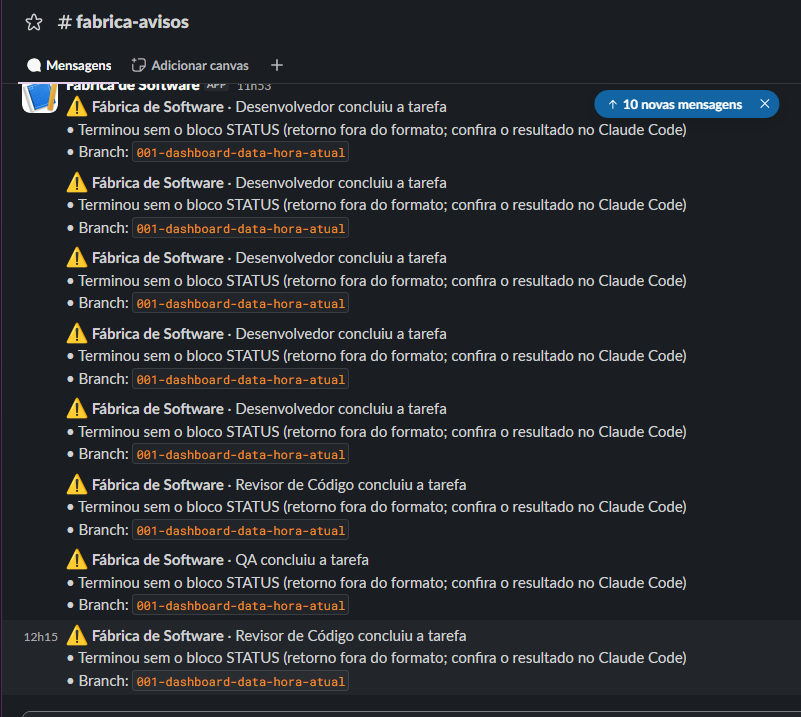 # fabrica-avisos
Mensagens Adicionar canvas +
Fábrica de Software APP 11h53
Fábrica de Software · Desenvolvedor concluiu a tarefa
↑ 10 novas mensagens ×
• Terminou sem o bloco STATUS (retorno fora do formato; confira o resultado no Claude Code)
• Branch: 001-dashboard-data-hora-atual
Fábrica de Software · Desenvolvedor concluiu a tarefa
• Terminou sem o bloco STATUS (retorno fora do formato; confira o resultado no Claude Code)
• Branch: 001-dashboard-data-hora-atual
Fábrica de Software · Desenvolvedor concluiu a tarefa
• Terminou sem o bloco STATUS (retorno fora do formato; confira o resultado no Claude Code)
• Branch: 001-dashboard-data-hora-atual
Fábrica de Software · Desenvolvedor concluiu a tarefa
• Terminou sem o bloco STATUS (retorno fora do formato; confira o resultado no Claude Code)
• Branch: 001-dashboard-data-hora-atual
Fábrica de Software · Desenvolvedor concluiu a tarefa
• Terminou sem o bloco STATUS (retorno fora do formato; confira o resultado no Claude Code)
• Branch: 001-dashboard-data-hora-atual
Fábrica de Software · Revisor de Código concluiu a tarefa
• Terminou sem o bloco STATUS (retorno fora do formato; confira o resultado no Claude Code)
• Branch: 001-dashboard-data-hora-atual
Fábrica de Software · QA concluiu a tarefa
• Terminou sem o bloco STATUS (retorno fora do formato; confira o resultado no Claude Code)
• Branch: 001-dashboard-data-hora-atual
12h15 Fábrica de Software · Revisor de Código concluiu a tarefa
• Terminou sem o bloco STATUS (retorno fora do formato; confira o resultado no Claude Code)
• Branch: 001-dashboard-data-hora-atual